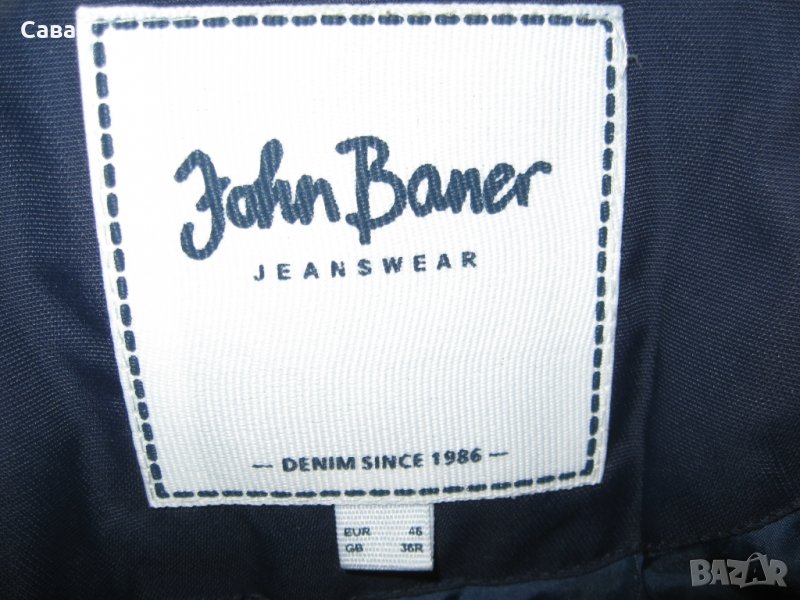 Сава
John Baner
JEANSWEAR
— DENIM SINCE 1986 —
EUR 46
GB 36R
BAZAR